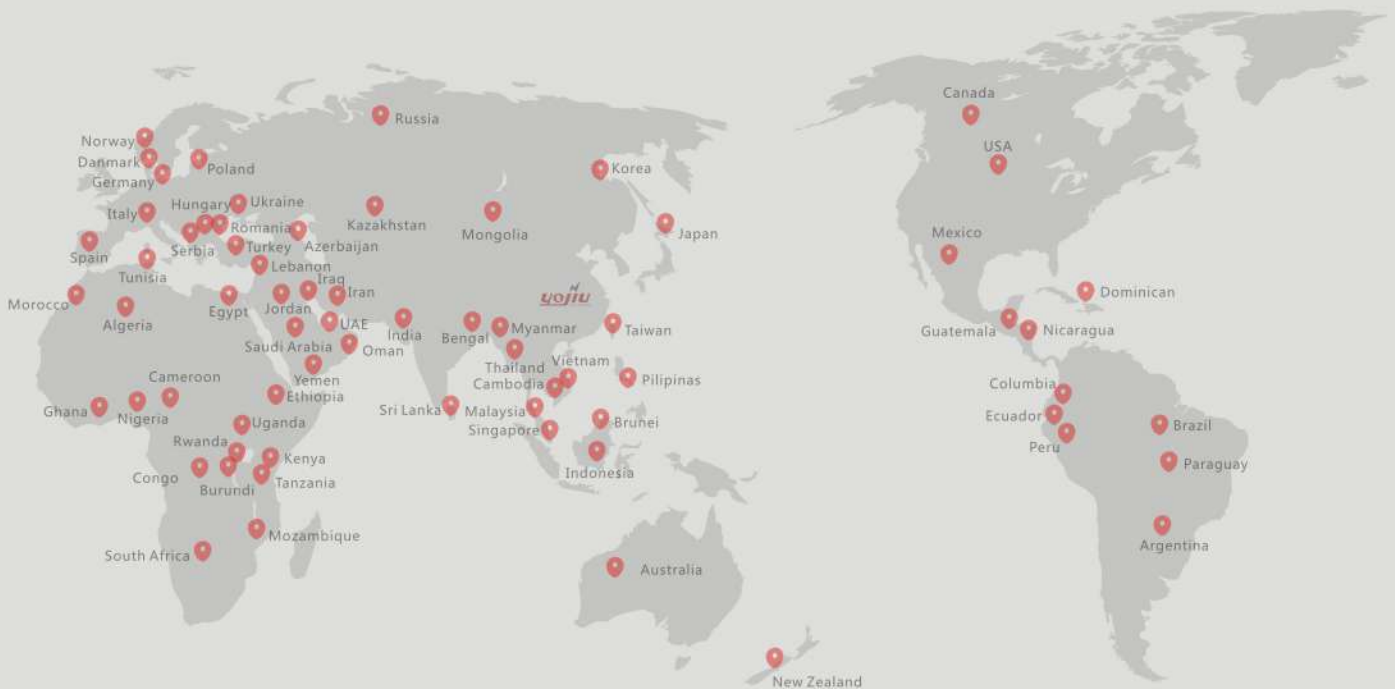 Canada
Russia
USA
Norway
Danmark
Poland
Germany
Korea
Hungary
Ukraine
Italy
Kazakhstan
Mongolia
Romania
Japan
Mexico
Spain
Serbia
Turkey
Azerbaijan
Tunisia
Lebanon
Iraq
Iran
yojiu
Dominican
Morocco
Algeria
Egypt
Jordan
UAE
India
Bengal
Myanmar
Taiwan
Guatemala
Nicaragua
Saudi Arabia
Oman
Vietnam
Thailand
Cameroon
Yemen
Cambodia
Pilipinas
Columbia
Ethiopia
Ghana
Nigeria
Sri Lanka
Malaysia
Ecuador
Uganda
Singapore
Brunei
Brazil
Rwanda
Peru
Kenya
Paraguay
Congo
Burundi
Tanzania
Indonesia
Mozambique
South Africa
Argentina
Australia
New Zealand